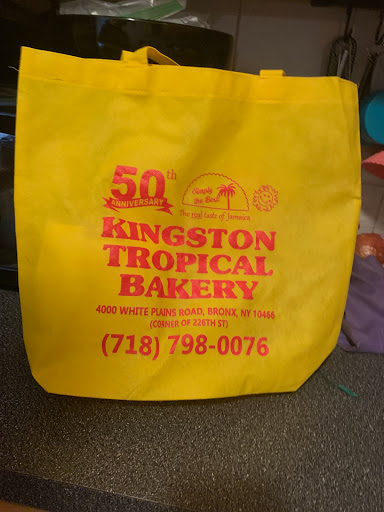 50th
ANNIVERSARY
Simply
the Best!
The real taste of Jamaica
KINGSTON
TROPICAL
BAKERY
4000 WHITE PLAINS ROAD, BRONX, NY 10466
(CORNER OF 226TH ST)
(718) 798-0076